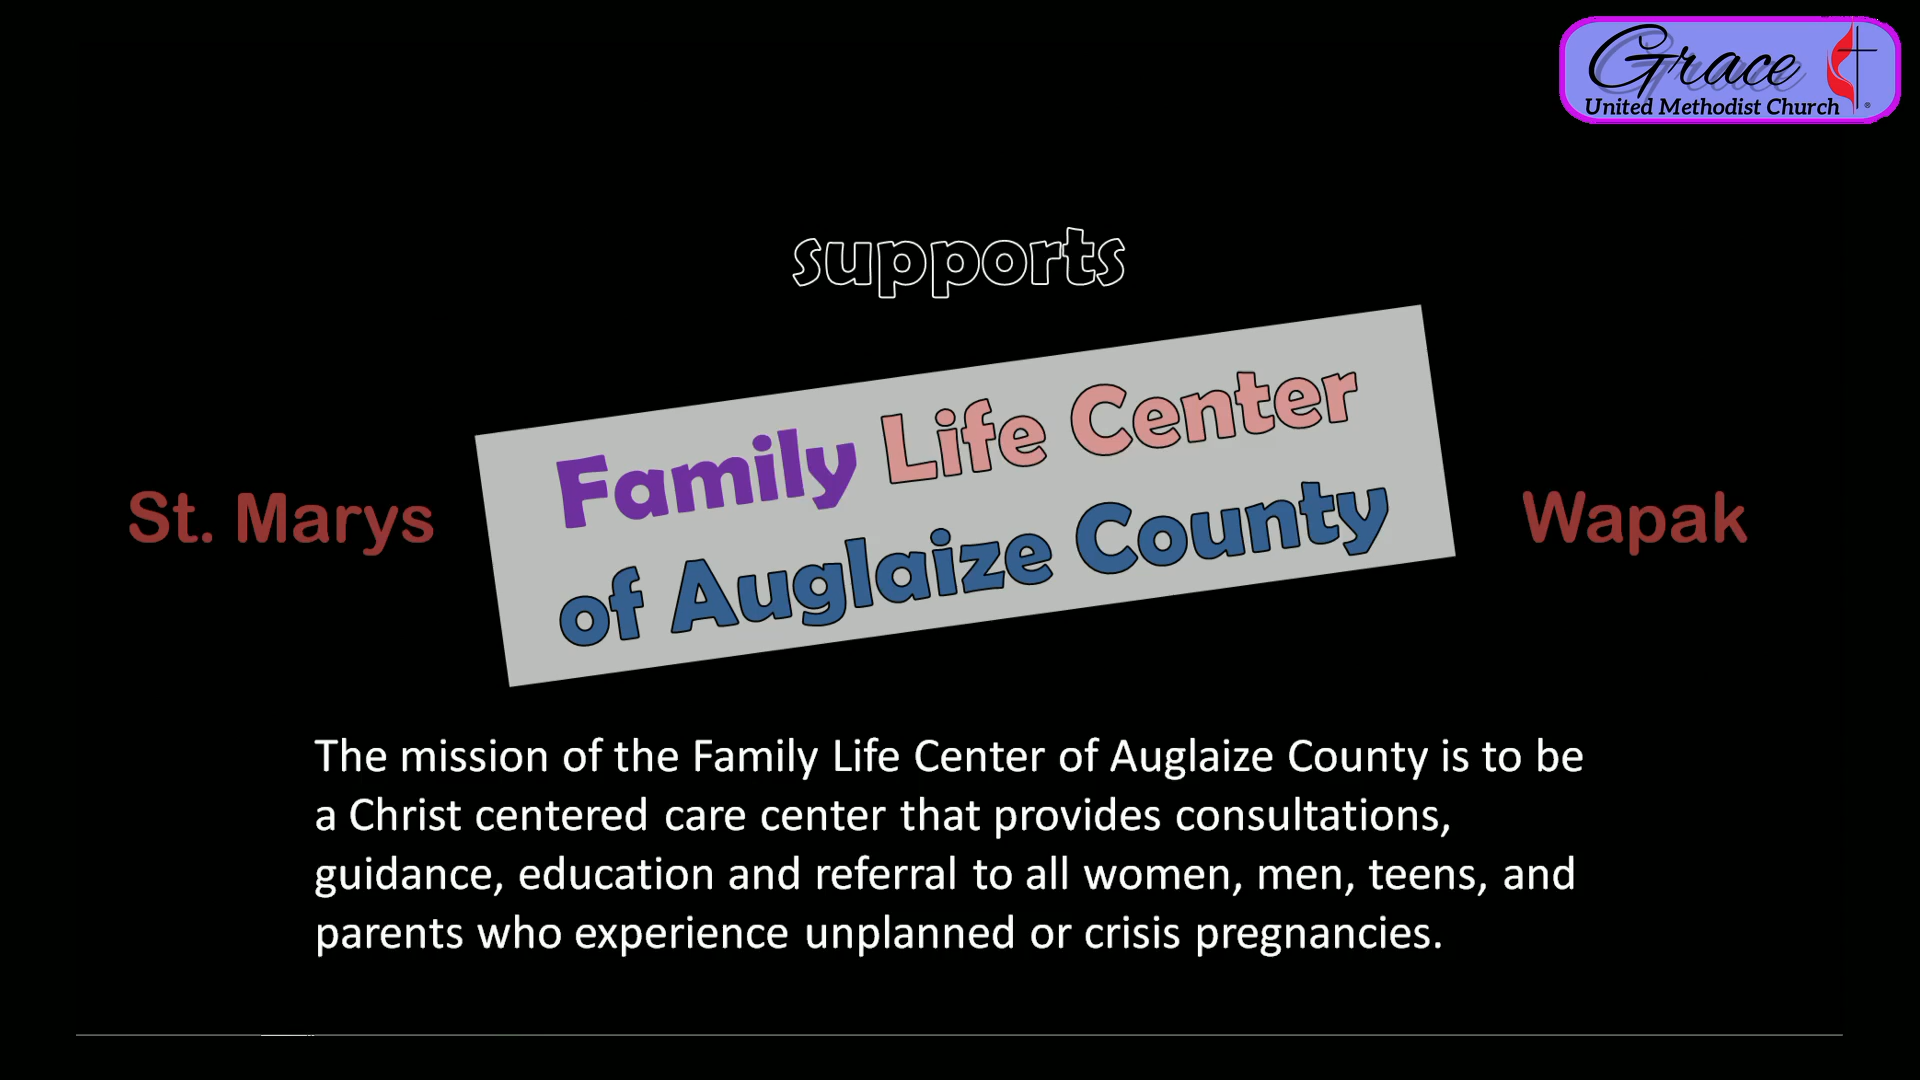 Grace
United Methodist Church
®
supports
Family Life Center
of Auglaize County
St. Marys
Wapak
The mission of the Family Life Center of Auglaize County is to be
a Christ centered care center that provides consultations,
guidance, education and referral to all women, men, teens, and
parents who experience unplanned or crisis pregnancies.